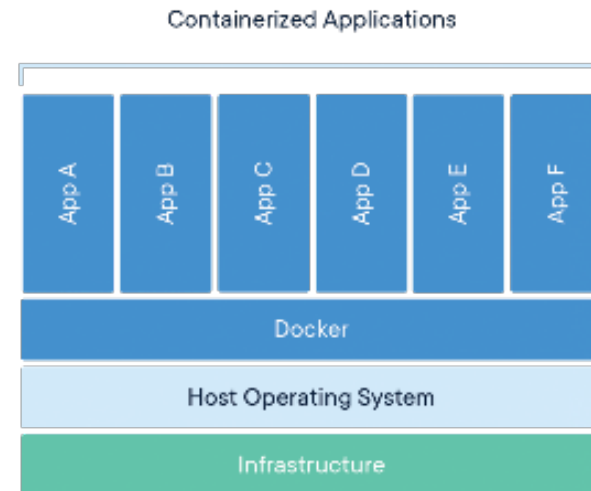 Containerized Applications
App A
App B
App C
App D
App E
App F
Docker
Host Operating System
Infrastructure